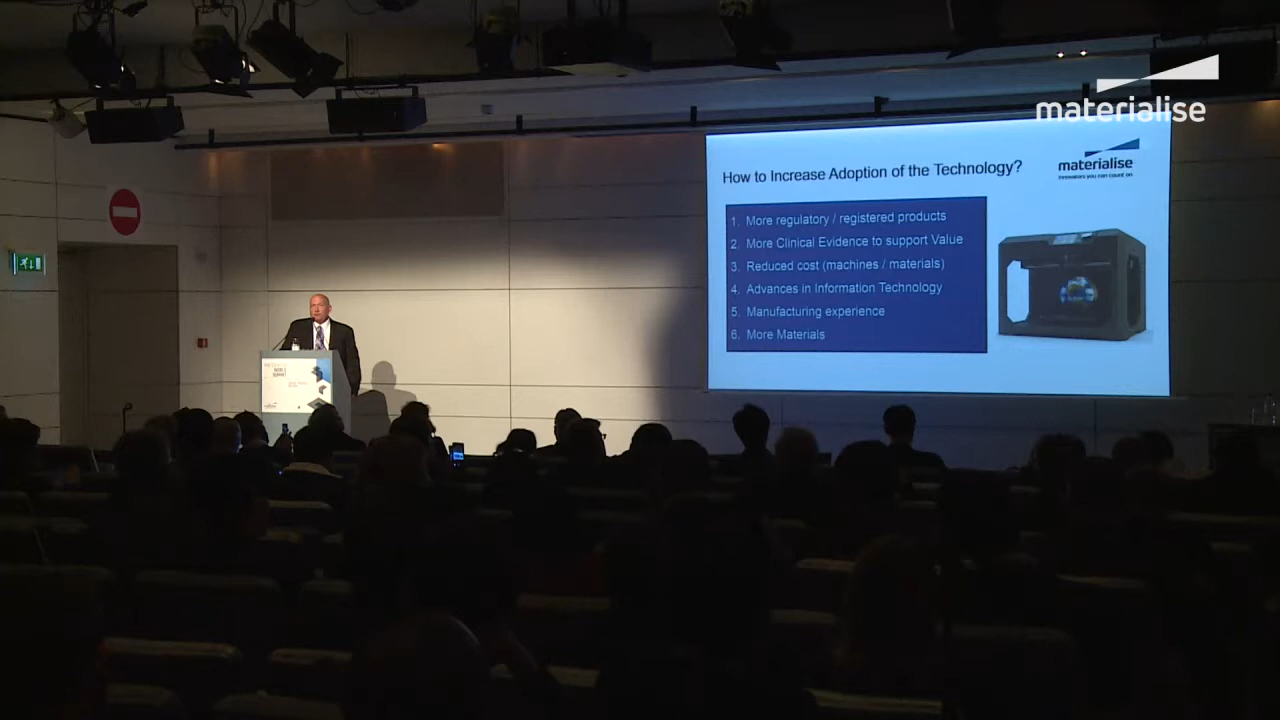 materialise
How to Increase Adoption of the Technology?
materialise
innovators you can count on
1. More regulatory / registered products
2. More Clinical Evidence to support Value
3. Reduced cost (machines / materials)
4. Advances in Information Technology
5. Manufacturing experience
6. More Materials
WORLD
SUMMIT